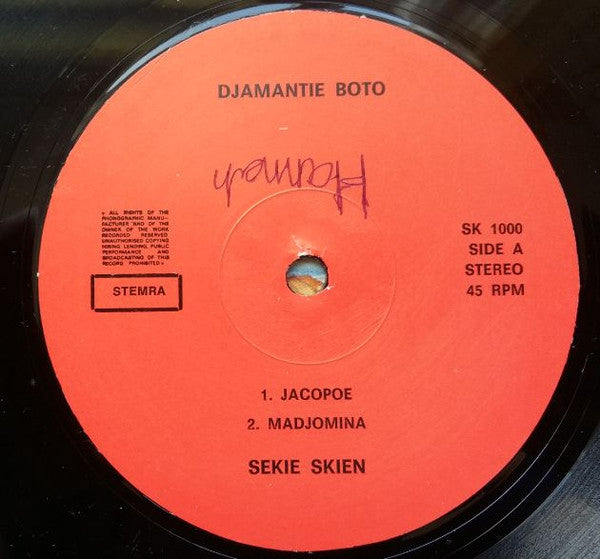 DJAMANTIE BOTO
Hannah
« ALL RIGHTS OF THE
PHONOGRAPHIC MANU-
FACTURER AND OF THE
OWNER OF THE WORK
RECORDED RESERVED
UNAUTHORISED COPYING
HIRING, LENDING, PUBLIC
PERFORMANCE AND
BROADCASTING OF THIS
RECORD PROHIBITED »
STEMRA
SK 1000
SIDE A
STEREO
45 RPM
1. JACOPOE
2. MADJOMINA
SEKIE SKIEN